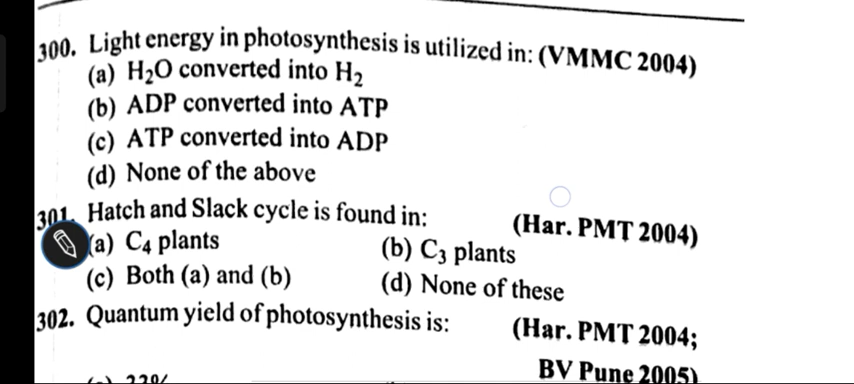 300. Light energy in photosynthesis is utilized in: (VMMC 2004)
(a) H₂O converted into H₂
(b) ADP converted into ATP
(c) ATP converted into ADP
(d) None of the above
301. Hatch and Slack cycle is found in: (Har. PMT 2004)
(a) C₄ plants (b) C₃ plants
(c) Both (a) and (b) (d) None of these
302. Quantum yield of photosynthesis is: (Har. PMT 2004;
BV Pune 2005)